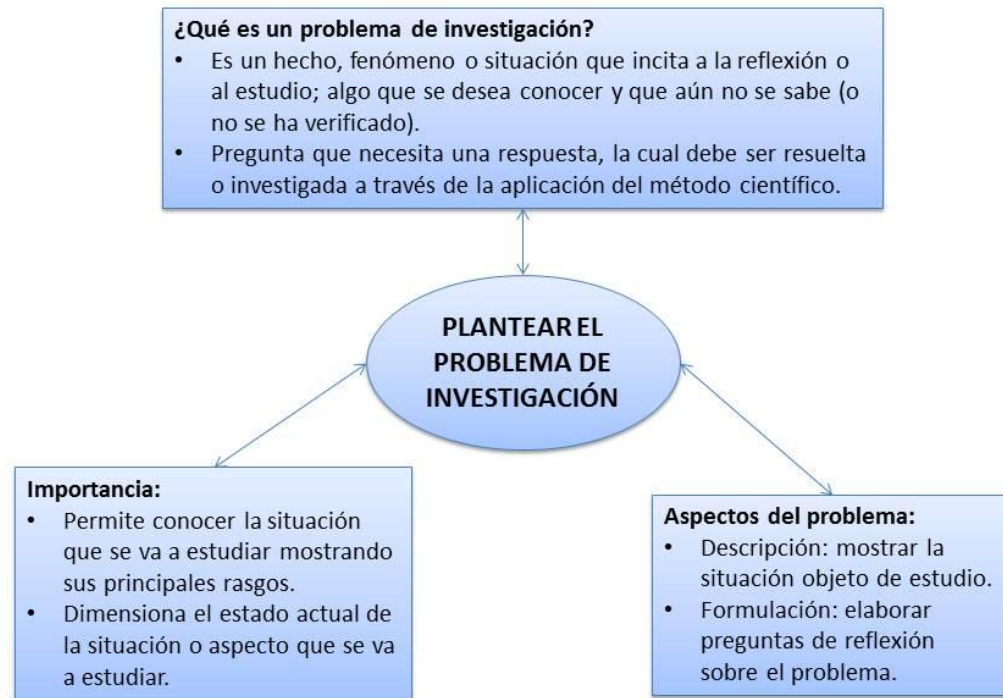 ¿Qué es un problema de investigación?
• Es un hecho, fenómeno o situación que incita a la reflexión o
al estudio; algo que se desea conocer y que aún no se sabe (o
no se ha verificado).
• Pregunta que necesita una respuesta, la cual debe ser resuelta
o investigada a través de la aplicación del método científico.
PLANTEAR EL
PROBLEMA DE
INVESTIGACIÓN
Importancia:
• Permite conocer la situación
que se va a estudiar mostrando
sus principales rasgos.
• Dimensiona el estado actual de
la situación o aspecto que se va
a estudiar.
Aspectos del problema:
• Descripción: mostrar la
situación objeto de estudio.
• Formulación: elaborar
preguntas de reflexión
sobre el problema.